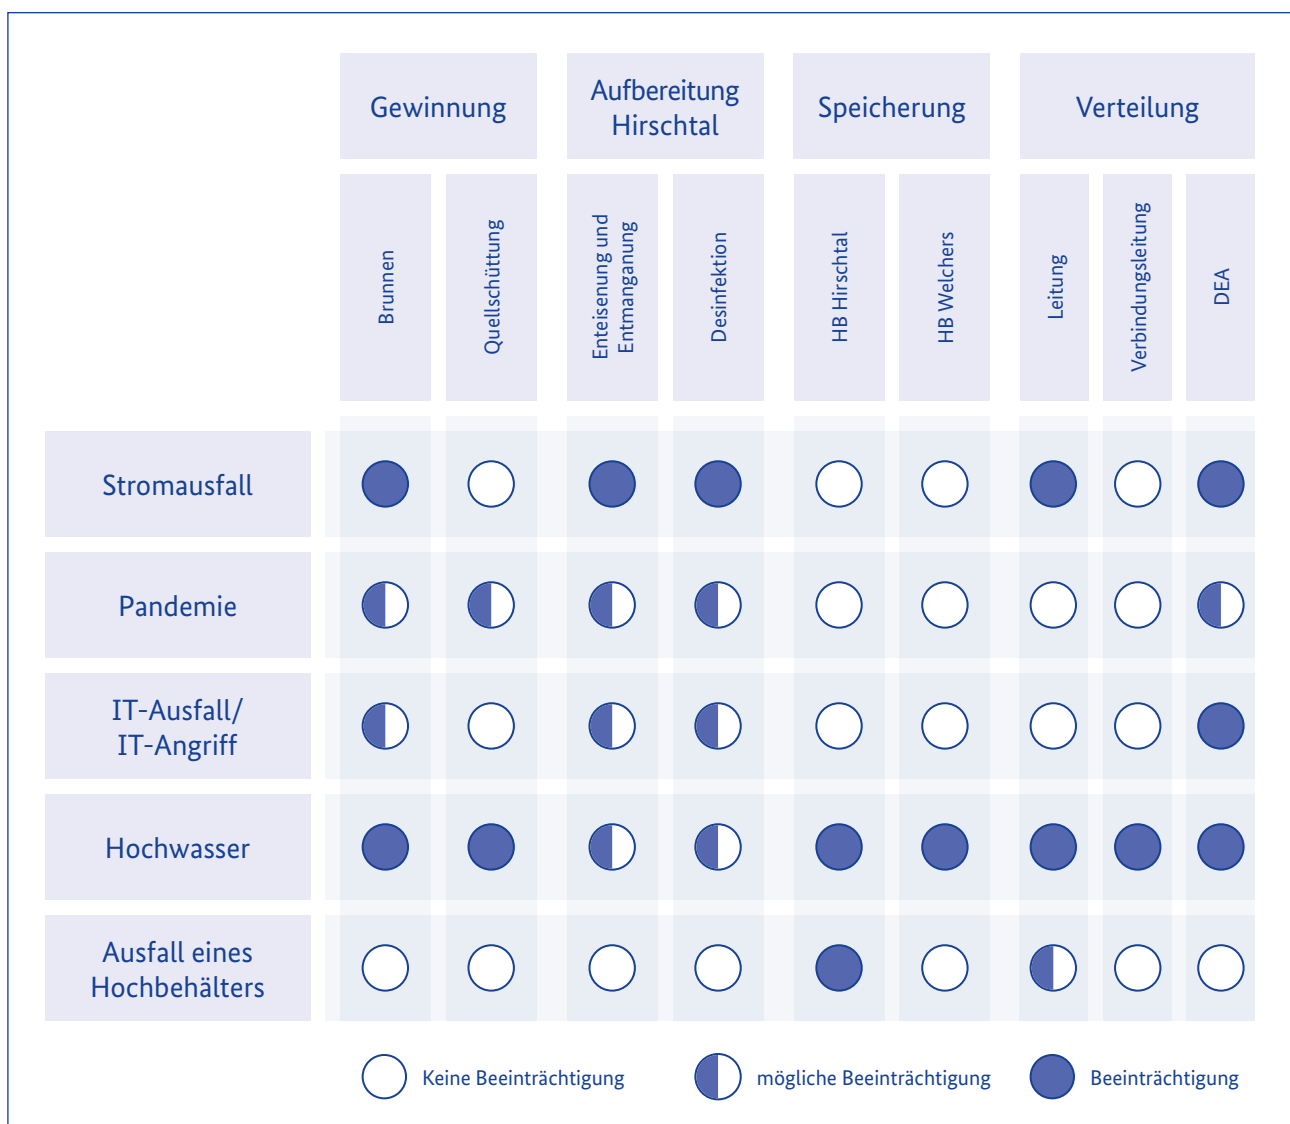 Gewinnung
Aufbereitung
Hirschtal
Speicherung
Verteilung
Brunnen
Quellschüttung
Enteisenung und
Entmanganung
Desinfektion
HB Hirschtal
HB Welchers
Leitung
Verbindungsleitung
DEA
Stromausfall
Pandemie
IT-Ausfall/
IT-Angriff
Hochwasser
Ausfall eines
Hochbehälters
Keine Beeinträchtigung
mögliche Beeinträchtigung
Beeinträchtigung